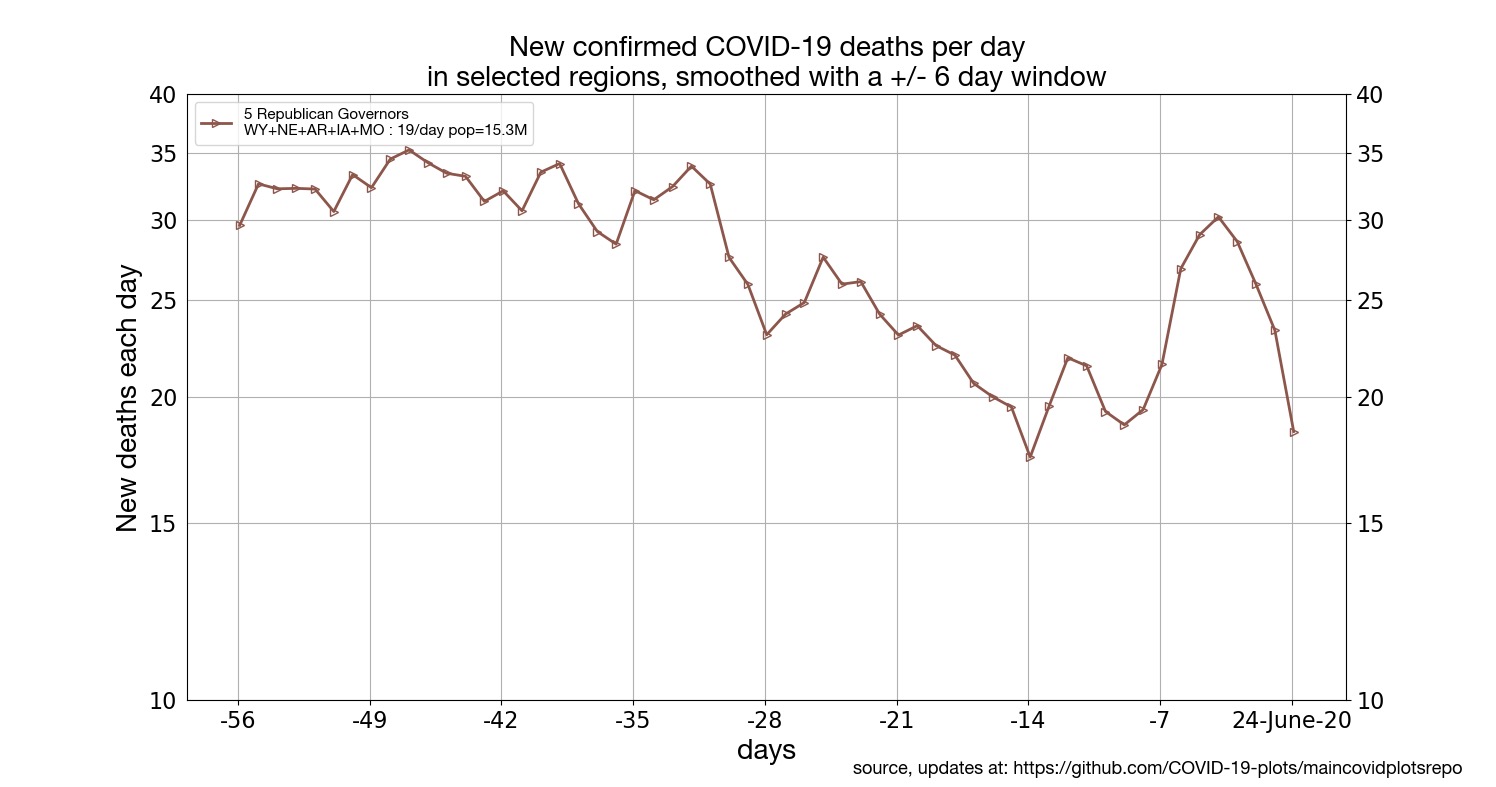 New confirmed COVID-19 deaths per day
in selected regions, smoothed with a +/- 6 day window
40 40
5 Republican Governors
WY+NE+AR+IA+MO : 19/day pop=15.3M
35 35
30 30
25 25
New deaths each day
20 20
15 15
10 10
-56 -49 -42 -35 -28 -21 -14 -7 24-June-20
days
source, updates at: https://github.com/COVID-19-plots/maincovidplotsrepo